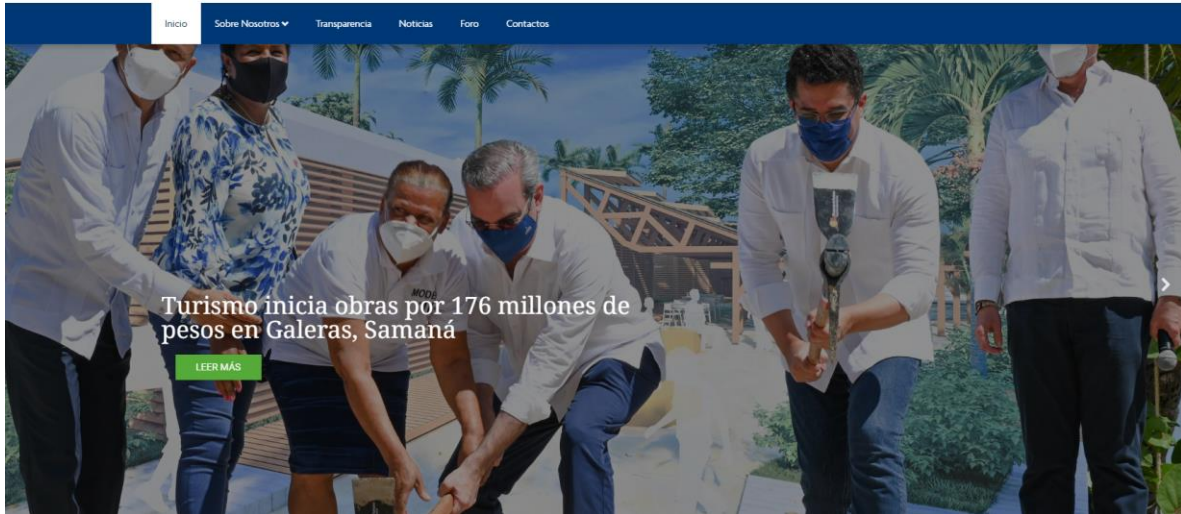 Inicio
Sobre Nosotros
Transparencia
Noticias
Foro
Contactos
Turismo inicia obras por 176 millones de
pesos en Galeras, Samaná
LEER MÁS